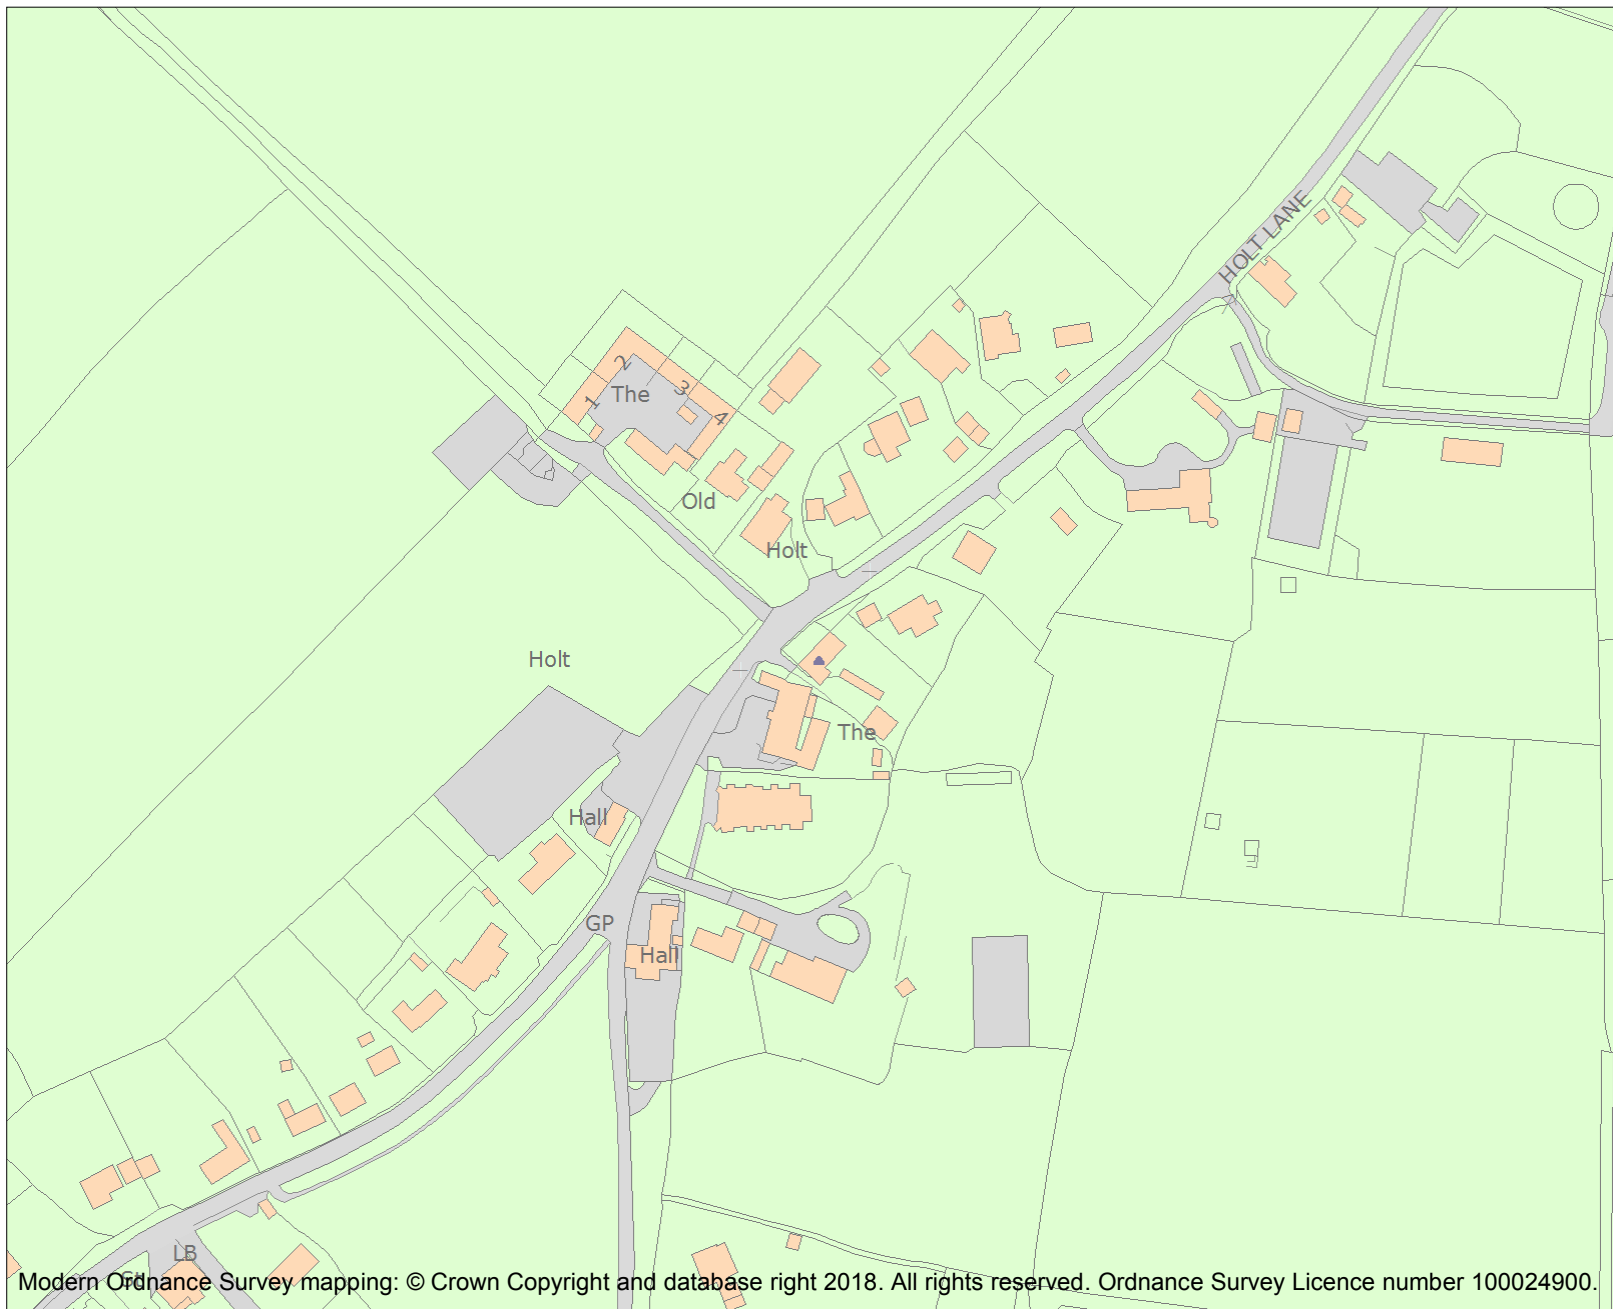 HOLT LANE
2
The
3
1
4
Old
Holt
Holt
The
Hall
GP
Hall
LB
Modern Ordnance Survey mapping: © Crown Copyright and database right 2018. All rights reserved. Ordnance Survey Licence number 100024900.